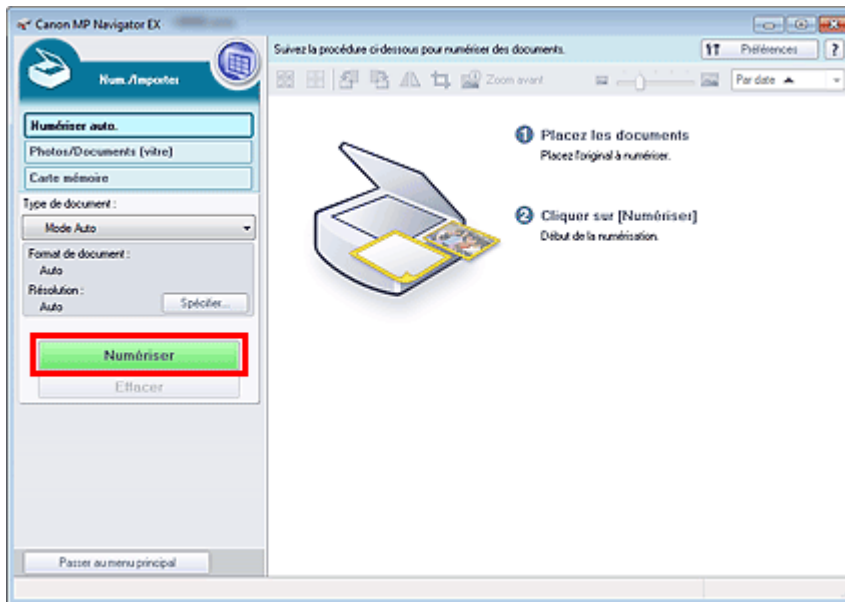 Canon MP Navigator EX
Num./Importer
Suivez la procédure ci-dessous pour numériser des documents.
Préférences
?
Zoom avant
Par date
Numériser auto.
Photos/Documents (vitre)
Carte mémoire
Type de document :
Mode Auto
Format de document :
Auto
Résolution :
Auto
Spécifier...
Numériser
Effacer
1 Placez les documents
Placez l'original à numériser.
2 Cliquer sur [Numériser]
Début de la numérisation.
Passer au menu principal